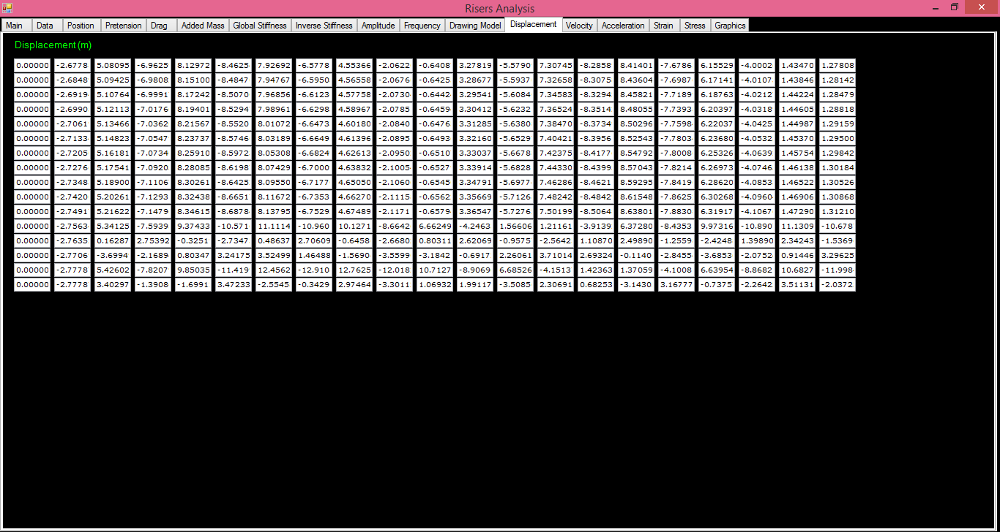 Risers Analysis
Main Data Position Pretension Drag Added Mass Global Stiffness Inverse Stiffness Amplitude Frequency Drawing Model Displacement Velocity Acceleration Strain Stress Graphics
Displacement (m)
0.00000 -2.6778 5.08095 -6.9625 8.12972 -8.4625 7.92692 -6.5778 4.55366 -2.0622 -0.6408 3.27819 -5.5790 7.30745 -8.2858 8.41401 -7.6786 6.15529 -4.0002 1.43470 1.27808
0.00000 -2.6848 5.09425 -6.9808 8.15100 -8.4847 7.94767 -6.5950 4.56558 -2.0676 -0.6425 3.28677 -5.5937 7.32658 -8.3075 8.43604 -7.6987 6.17141 -4.0107 1.43846 1.28142
0.00000 -2.6919 5.10764 -6.9991 8.17242 -8.5070 7.96856 -6.6123 4.57758 -2.0730 -0.6442 3.29541 -5.6084 7.34583 -8.3294 8.45821 -7.7189 6.18763 -4.0212 1.44224 1.28479
0.00000 -2.6990 5.12113 -7.0176 8.19401 -8.5294 7.98961 -6.6298 4.58967 -2.0785 -0.6459 3.30412 -5.6232 7.36524 -8.3514 8.48055 -7.7393 6.20397 -4.0318 1.44605 1.28818
0.00000 -2.7061 5.13466 -7.0362 8.21567 -8.5520 8.01072 -6.6473 4.60180 -2.0840 -0.6476 3.31285 -5.6380 7.38470 -8.3734 8.50296 -7.7598 6.22037 -4.0425 1.44987 1.29159
0.00000 -2.7133 5.14823 -7.0547 8.23737 -8.5746 8.03189 -6.6649 4.61396 -2.0895 -0.6493 3.32160 -5.6529 7.40421 -8.3956 8.52543 -7.7803 6.23680 -4.0532 1.45370 1.29500
0.00000 -2.7205 5.16181 -7.0734 8.25910 -8.5972 8.05308 -6.6824 4.62613 -2.0950 -0.6510 3.33037 -5.6678 7.42375 -8.4177 8.54792 -7.8008 6.25326 -4.0639 1.45754 1.29842
0.00000 -2.7276 5.17541 -7.0920 8.28085 -8.6198 8.07429 -6.7000 4.63832 -2.1005 -0.6527 3.33914 -5.6828 7.44330 -8.4399 8.57043 -7.8214 6.26973 -4.0746 1.46138 1.30184
0.00000 -2.7348 5.18900 -7.1106 8.30261 -8.6425 8.09550 -6.7177 4.65050 -2.1060 -0.6545 3.34791 -5.6977 7.46286 -8.4621 8.59295 -7.8419 6.28620 -4.0853 1.46522 1.30526
0.00000 -2.7420 5.20261 -7.1293 8.32438 -8.6651 8.11672 -6.7353 4.66270 -2.1115 -0.6562 3.35669 -5.7126 7.48242 -8.4842 8.61548 -7.8625 6.30268 -4.0960 1.46906 1.30868
0.00000 -2.7491 5.21622 -7.1479 8.34615 -8.6878 8.13795 -6.7529 4.67489 -2.1171 -0.6579 3.36547 -5.7276 7.50199 -8.5064 8.63801 -7.8830 6.31917 -4.1067 1.47290 1.31210
0.00000 -2.7563 5.34125 -7.5939 9.37433 -10.571 11.1114 -10.960 10.1271 -8.6642 6.66249 -4.2463 1.56606 1.21161 -3.9139 6.37280 -8.4353 9.97316 -10.890 11.1309 -10.678
0.00000 -2.7635 0.16287 2.75392 -0.3251 -2.7347 0.48637 2.70609 -0.6458 -2.6680 0.80311 2.62069 -0.9575 -2.5642 1.10870 2.49890 -1.2559 -2.4248 1.39890 2.34243 -1.5369
0.00000 -2.7706 -3.6994 -2.1689 0.80347 3.24175 3.52499 1.46488 -1.5690 -3.5599 -3.1842 -0.6917 2.26061 3.71014 2.69324 -0.1140 -2.8455 -3.6853 -2.0752 0.91446 3.29625
0.00000 -2.7778 5.42602 -7.8207 9.85035 -11.419 12.4562 -12.910 12.7625 -12.018 10.7127 -8.9069 6.68526 -4.1513 1.42363 1.37059 -4.1008 6.63954 -8.8682 10.6827 -11.998
0.00000 -2.7778 3.40297 -1.3908 -1.6991 3.47233 -2.5545 -0.3429 2.97464 -3.3011 1.06932 1.99117 -3.5085 2.30691 0.68253 -3.1430 3.16777 -0.7375 -2.2642 3.51131 -2.0372